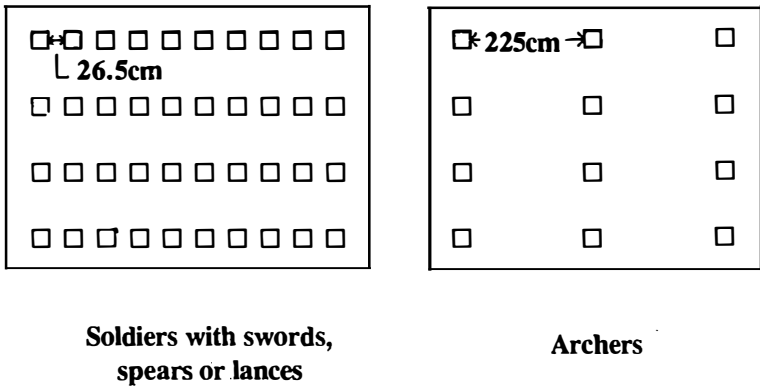 26.5cm
225cm
Soldiers with swords,
spears or lances
Archers